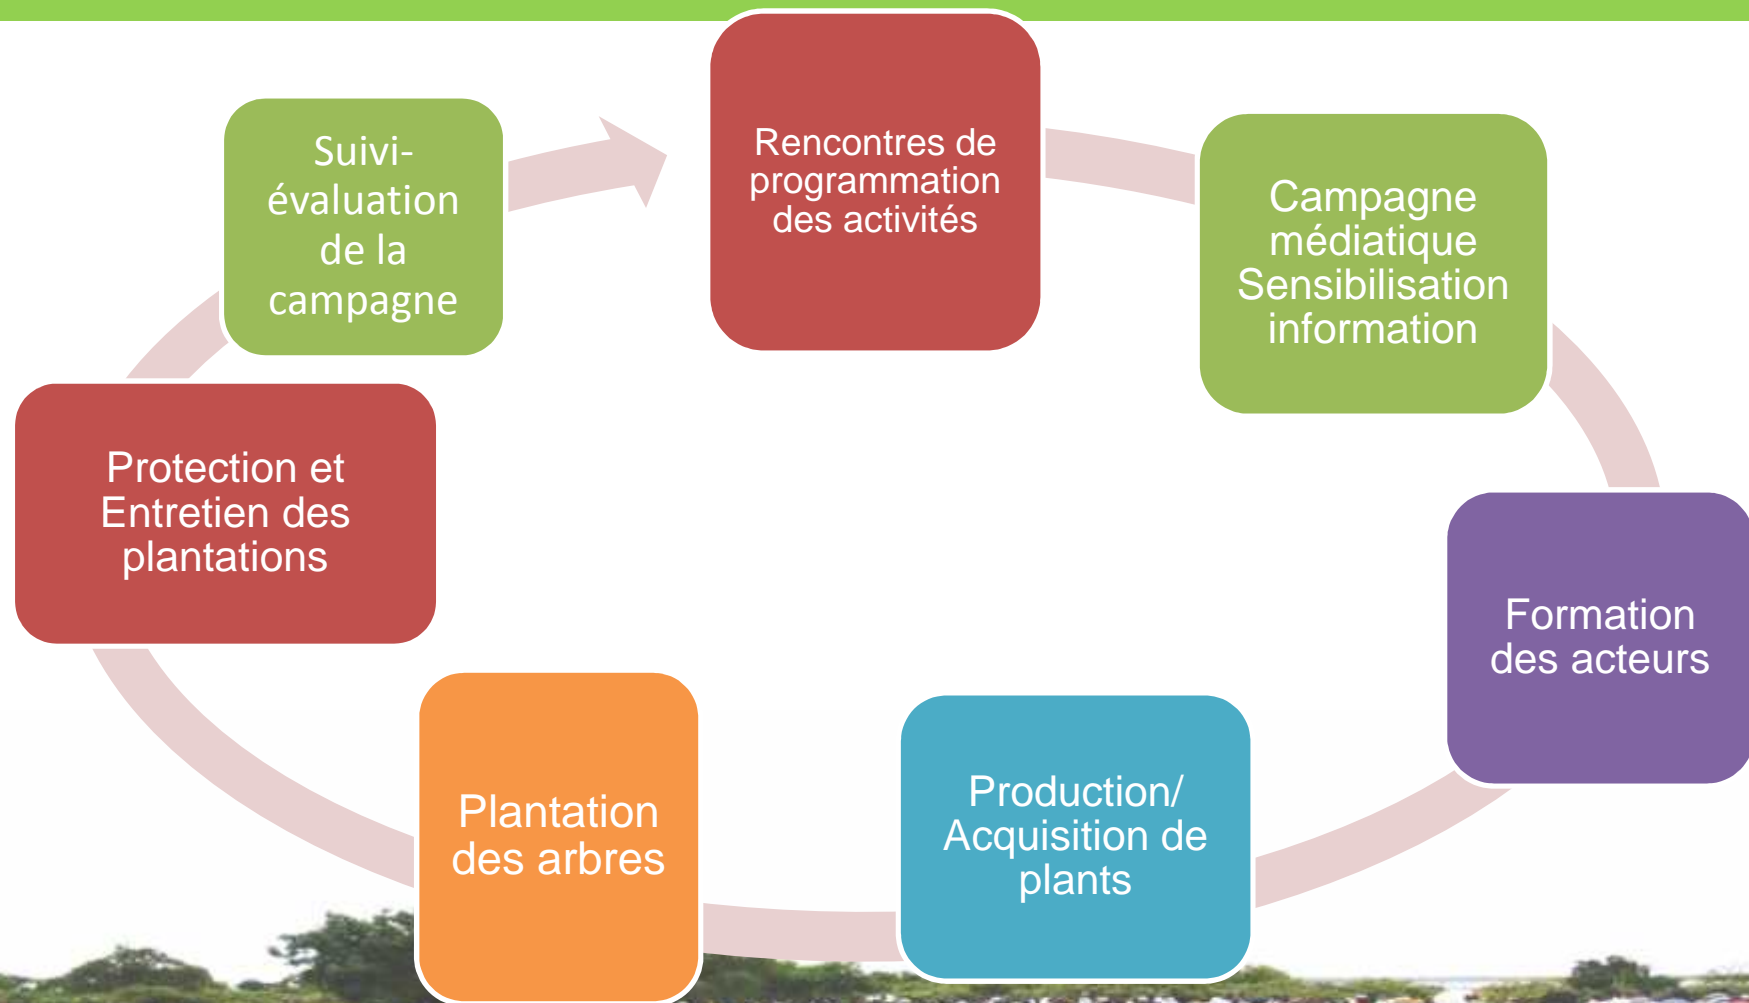 Rencontres de
programmation
des activités
Campagne
médiatique
Sensibilisation
information
Formation
des acteurs
Production/
Acquisition de
plants
Plantation
des arbres
Protection et
Entretien des
plantations
Suivi-
évaluation
de la
campagne